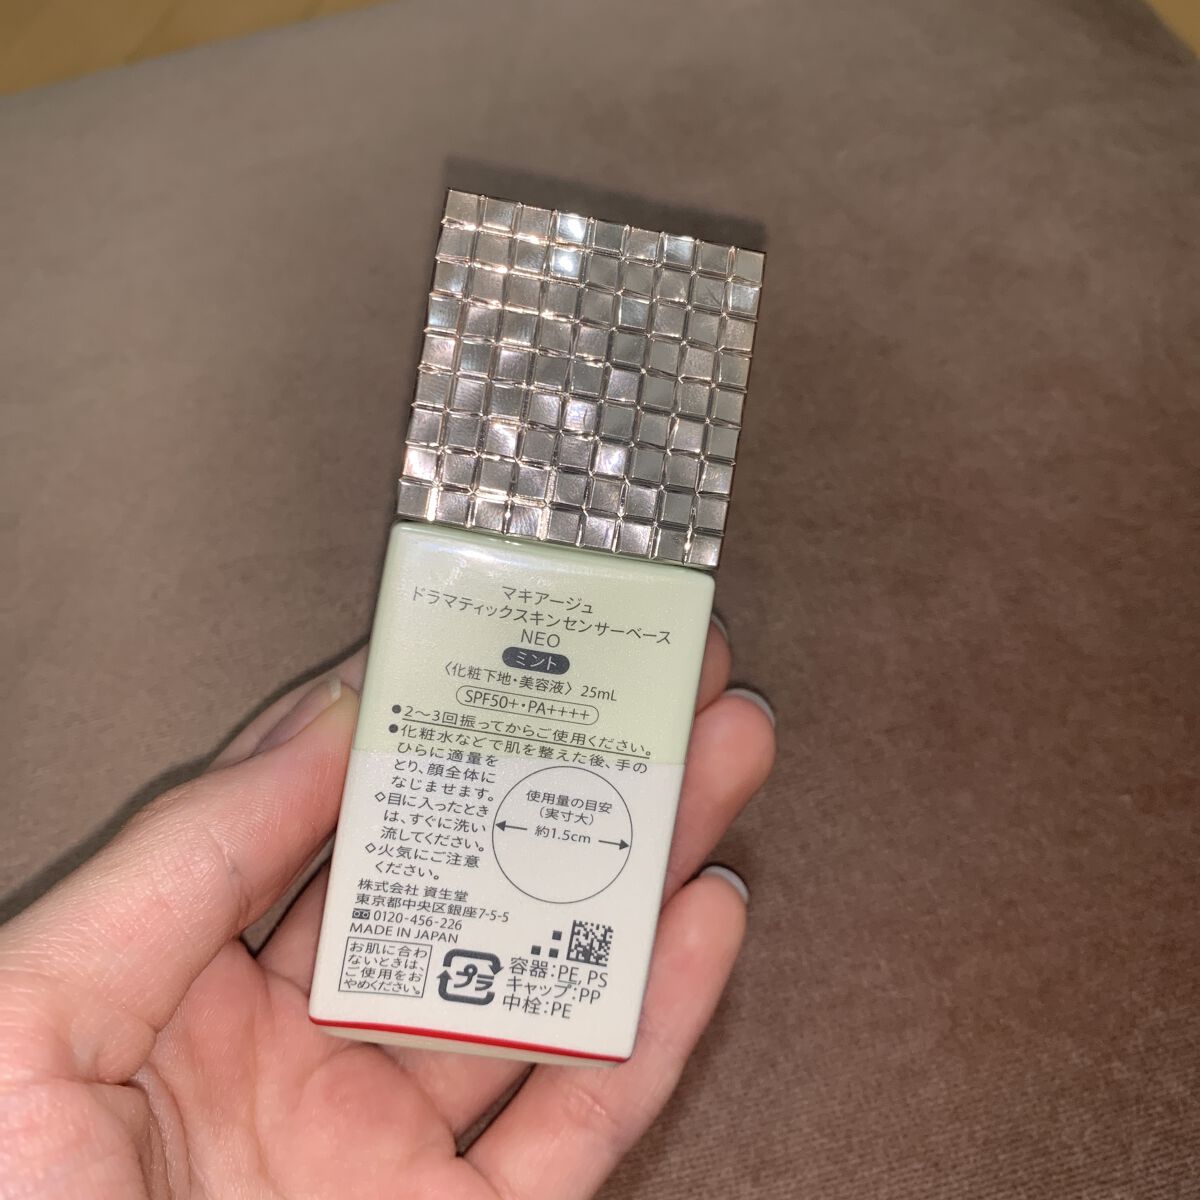 マキアージュ
ドラマティックスキンセンサーベース
NEO
ミント
〈化粧下地・美容液〉 25mL
SPF50+・PA++++
●2〜3回振ってからご使用ください。
●化粧水などで肌を整えた後、手の
ひらに適量を
とり、顔全体に
なじませます。
◇目に入ったとき
は、すぐに洗い
流してください。
◇火気にご注意
ください。
使用量の目安
（実寸大）
約1.5cm
株式会社 資生堂
東京都中央区銀座7-5-5
0120-456-226
MADE IN JAPAN
お肌に合わ
ないときは、
ご使用をお
やめください。
プラ
容器：PE, PS
キャップ：PP
中栓：PE